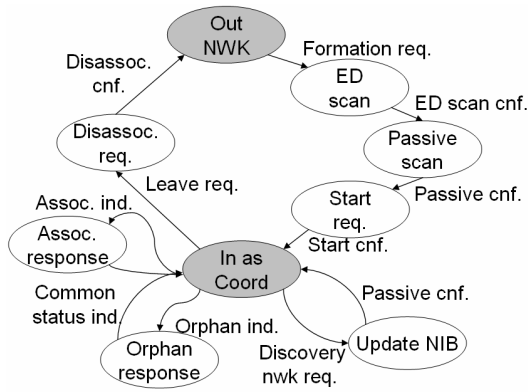 Out
NWK
Formation req.
Disassoc.
cnf.
ED
scan
ED scan cnf.
Disassoc.
req.
Passive
scan
Leave req.
Passive cnf.
Assoc. ind.
Start
req.
Assoc.
response
Start cnf.
In as
Coord
Common
status ind.
Passive cnf.
Orphan ind.
Orphan
response
Discovery
nwk req.
Update NIB